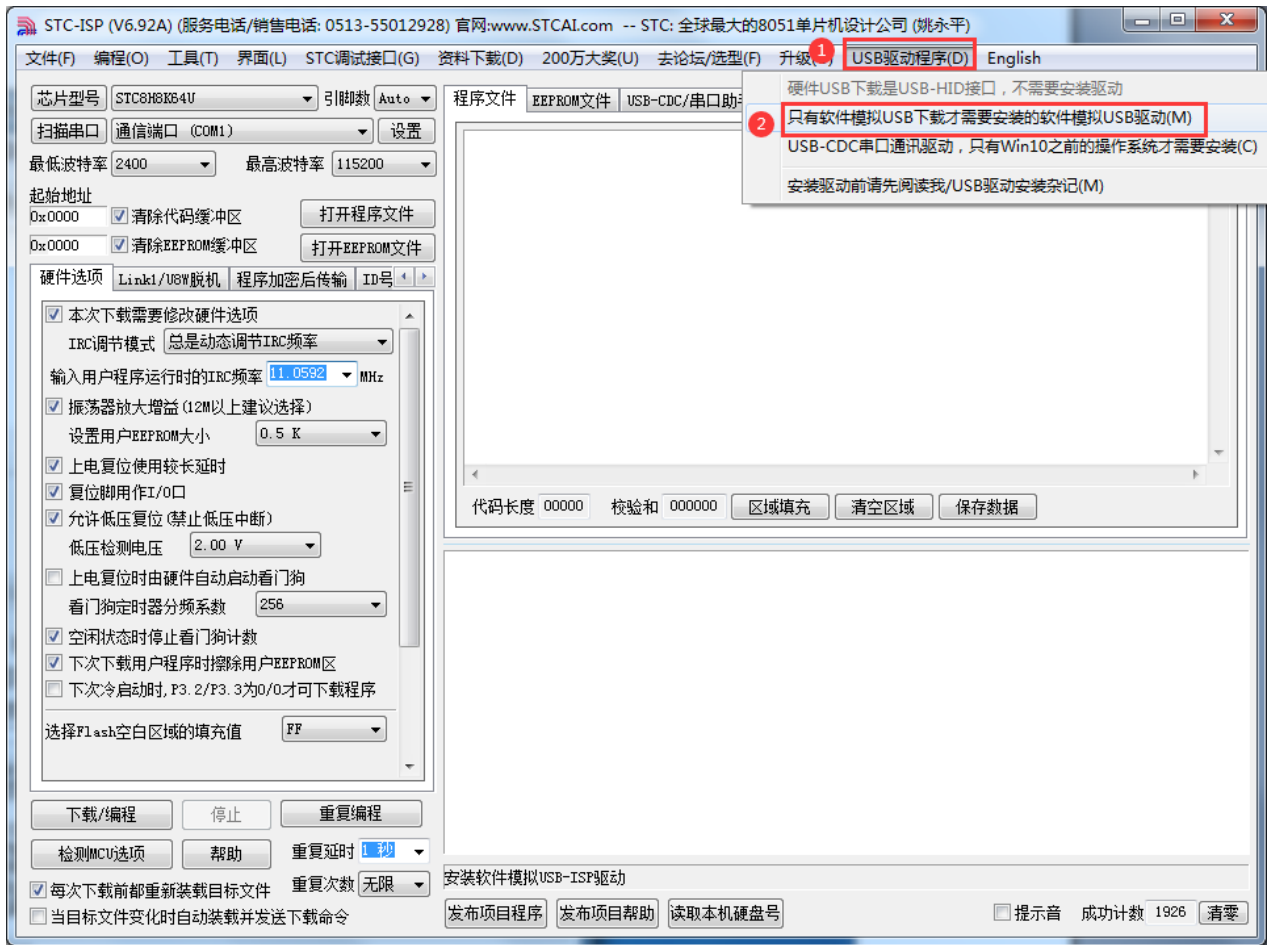 STC-ISP (V6.92A) (服务电话/销售电话: 0513-55012928) 官网:www.STCAI.com -- STC: 全球最大的8051单片机设计公司 (姚永平)
文件(F) 编程(O) 工具(T) 界面(L) STC调试接口(G) 资料下载(D) 200万大奖(U) 去论坛/选型(F) 升级 1 USB驱动程序(D) English
硬件USB下载是USB-HID接口，不需要安装驱动
2 只有软件模拟USB下载才需要安装的软件模拟USB驱动(M)
USB-CDC串口通讯驱动，只有Win10之前的操作系统才需要安装(C)
安装驱动前请先阅读我/USB驱动安装杂记(M)
芯片型号 STC8H8K64U 引脚数 Auto
扫描串口 通信端口 (COM1) 设置
最低波特率 2400 最高波特率 115200
起始地址
0x0000 清除代码缓冲区 打开程序文件
0x0000 清除EEPROM缓冲区 打开EEPROM文件
硬件选项 Link1/U8W脱机 程序加密后传输 ID号
本次下载需要修改硬件选项
IRC调节模式 总是动态调节IRC频率
输入用户程序运行时的IRC频率 11.0592 MHz
振荡器放大增益(12M以上建议选择)
设置用户EEPROM大小 0.5 K
上电复位使用较长延时
复位脚用作I/O口
允许低压复位(禁止低压中断)
低压检测电压 2.00 V
上电复位时由硬件自动启动看门狗
看门狗定时器分频系数 256
空闲状态时停止看门狗计数
下次下载用户程序时擦除用户EEPROM区
下次冷启动时,P3.2/P3.3为0/0才可下载程序
选择Flash空白区域的填充值 FF
下载/编程 停止 重复编程
检测MCU选项 帮助 重复延时 1 秒
每次下载前都重新装载目标文件 重复次数 无限
当目标文件变化时自动装载并发送下载命令
程序文件 EEPROM文件 USB-CDC/串口助
代码长度 00000 校验和 000000 区域填充 清空区域 保存数据
安装软件模拟USB-ISP驱动
发布项目程序 发布项目帮助 读取本机硬盘号 提示音 成功计数 1926 清零